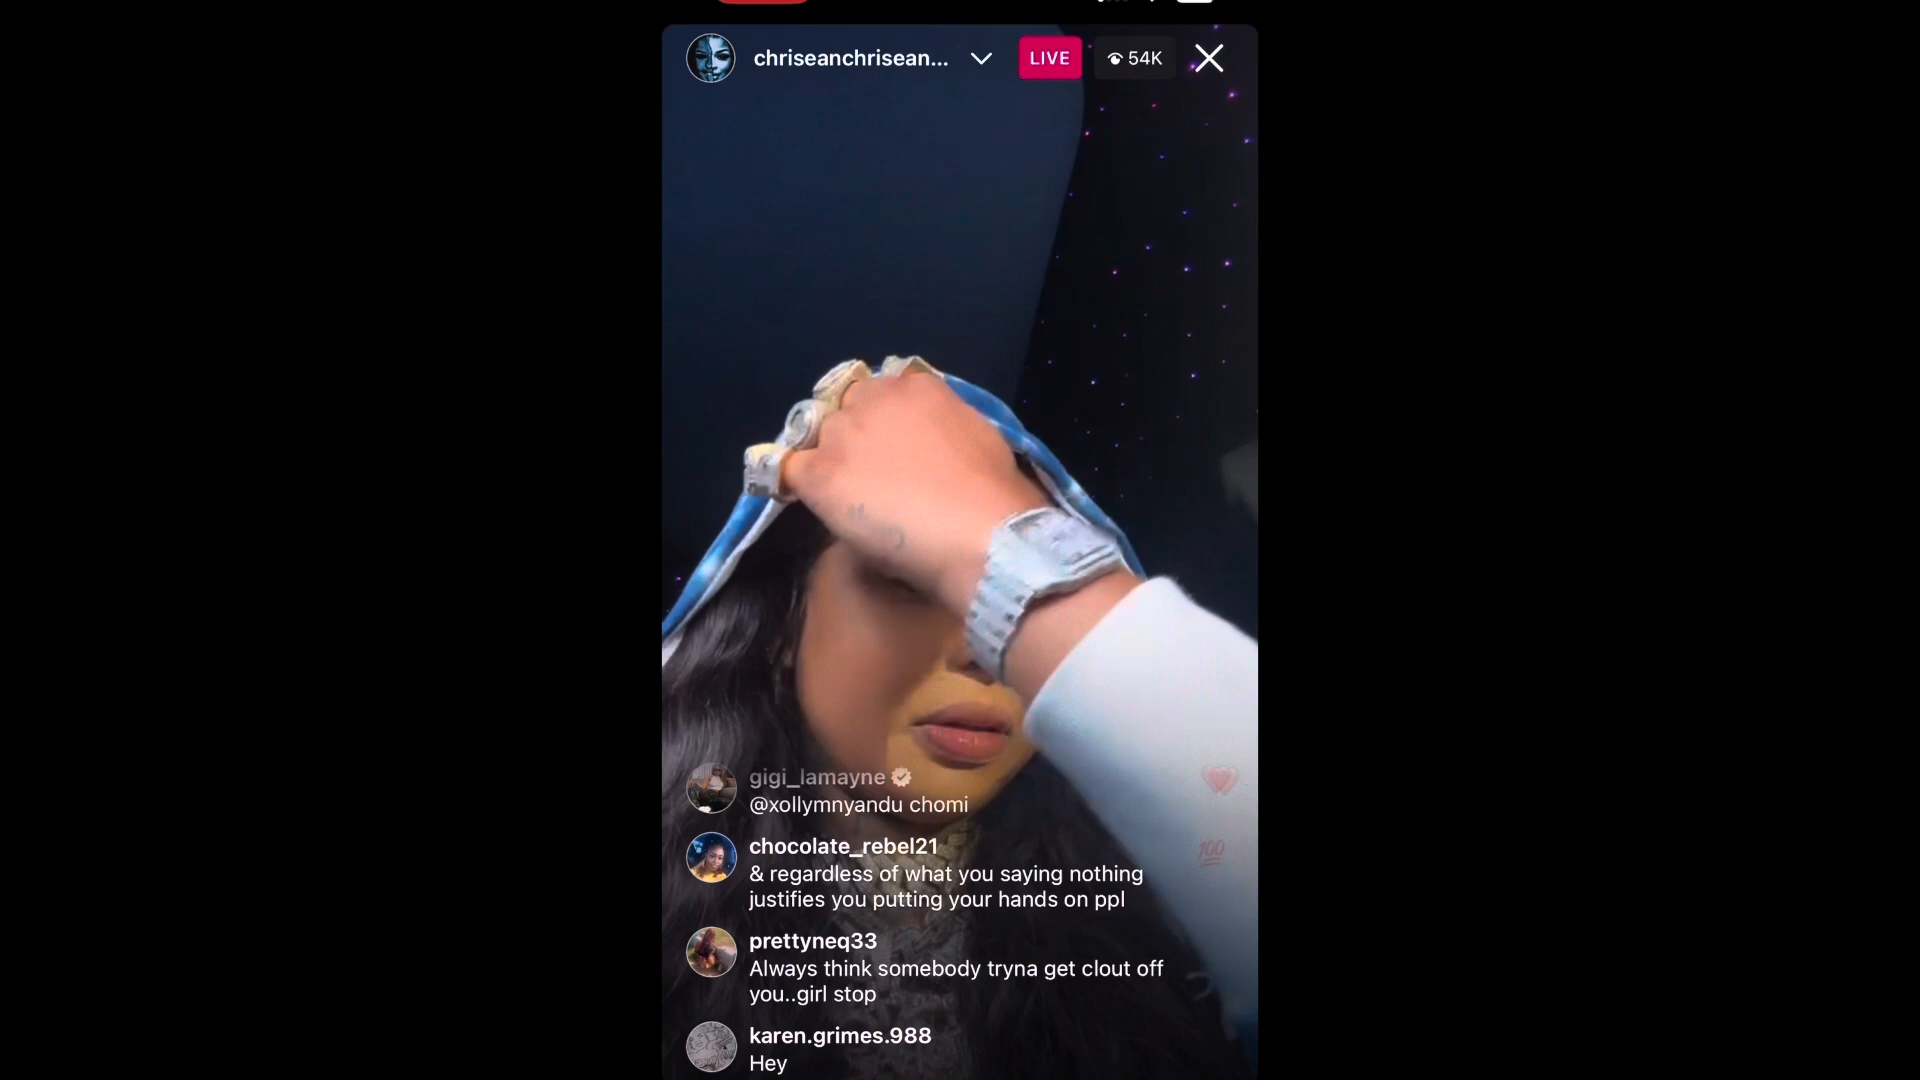 chriseanchrisean...
LIVE
54K
gigi_lamayne
@xollymnyandu chomi
chocolate_rebel21
& regardless of what you saying nothing
justifies you putting your hands on ppl
prettyneq33
Always think somebody tryna get clout off
you..girl stop
karen.grimes.988
Hey
100